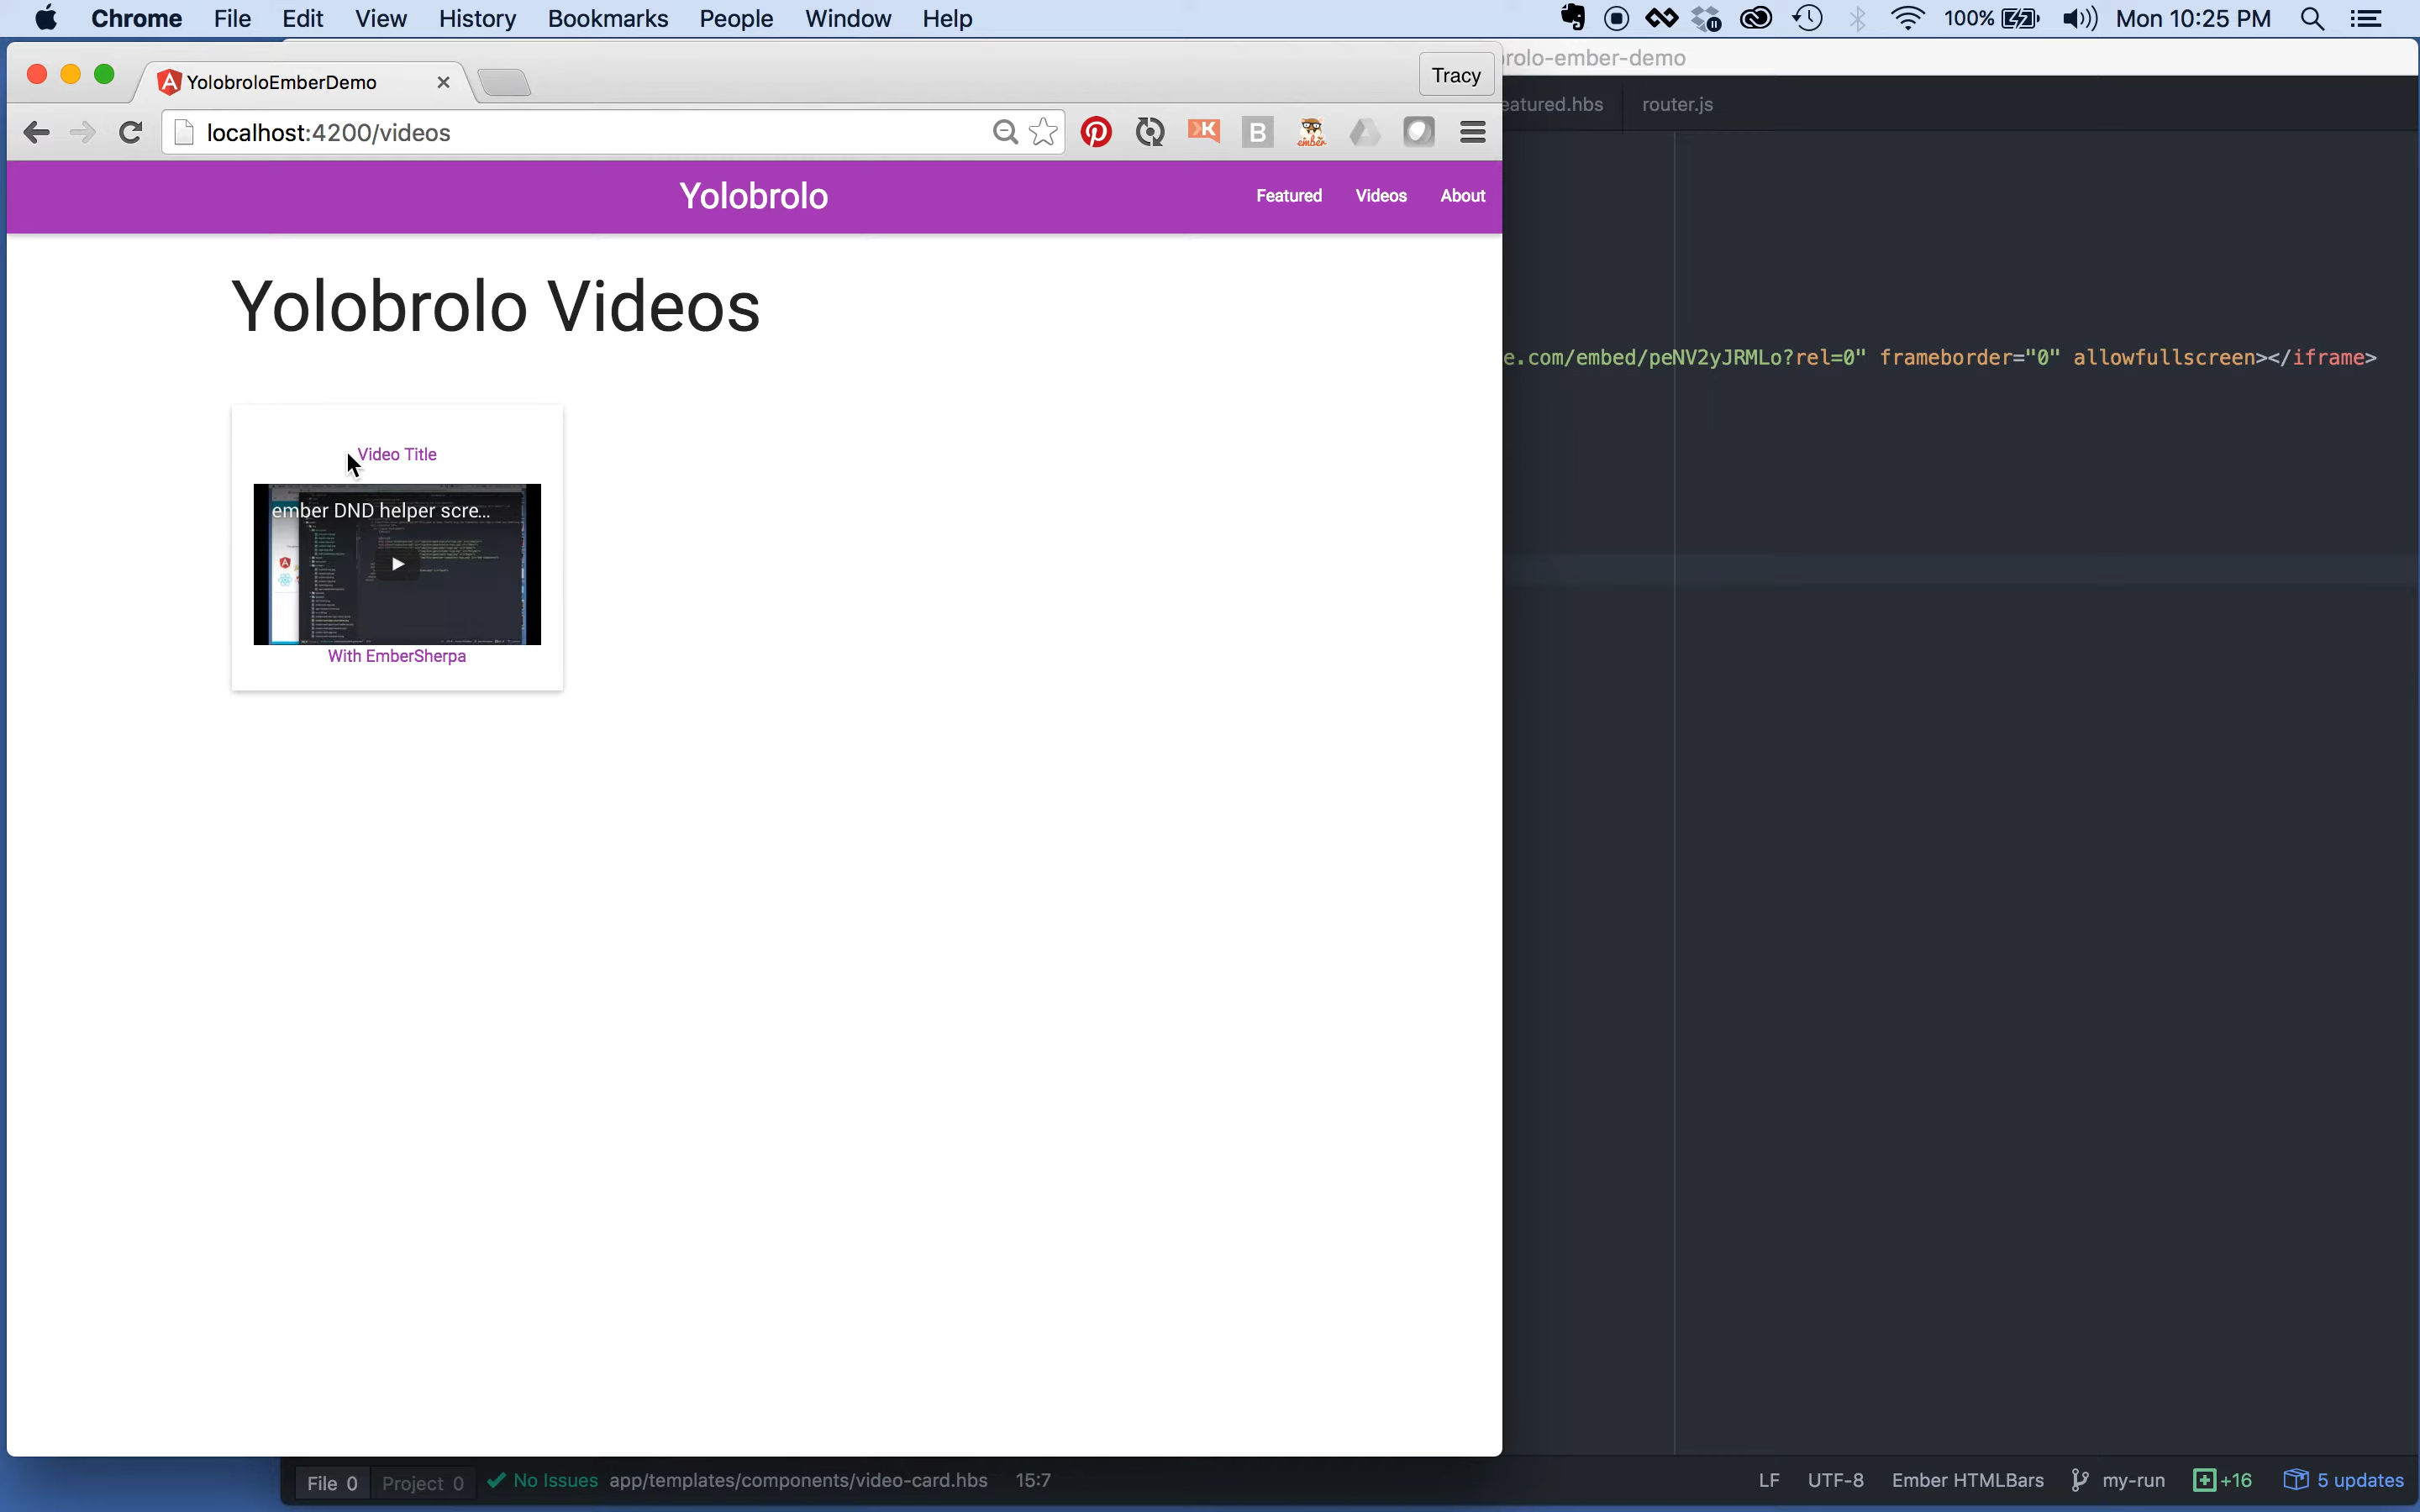 Chrome File Edit View History Bookmarks People Window Help 100% Mon 10:25 PM
rolo-ember-demo
YolobroloEmberDemo Tracy
eatured.hbs router.js
localhost:4200/videos K B ember
Yolobrolo Featured Videos About
Yolobrolo Videos
e.com/embed/peNV2yJRMLo?rel=0" frameborder="0" allowfullscreen></iframe>
Video Title
ember DND helper scre...
With EmberSherpa
File 0 Project 0 No Issues app/templates/components/video-card.hbs 15:7 LF UTF-8 Ember HTMLBars my-run +16 5 updates